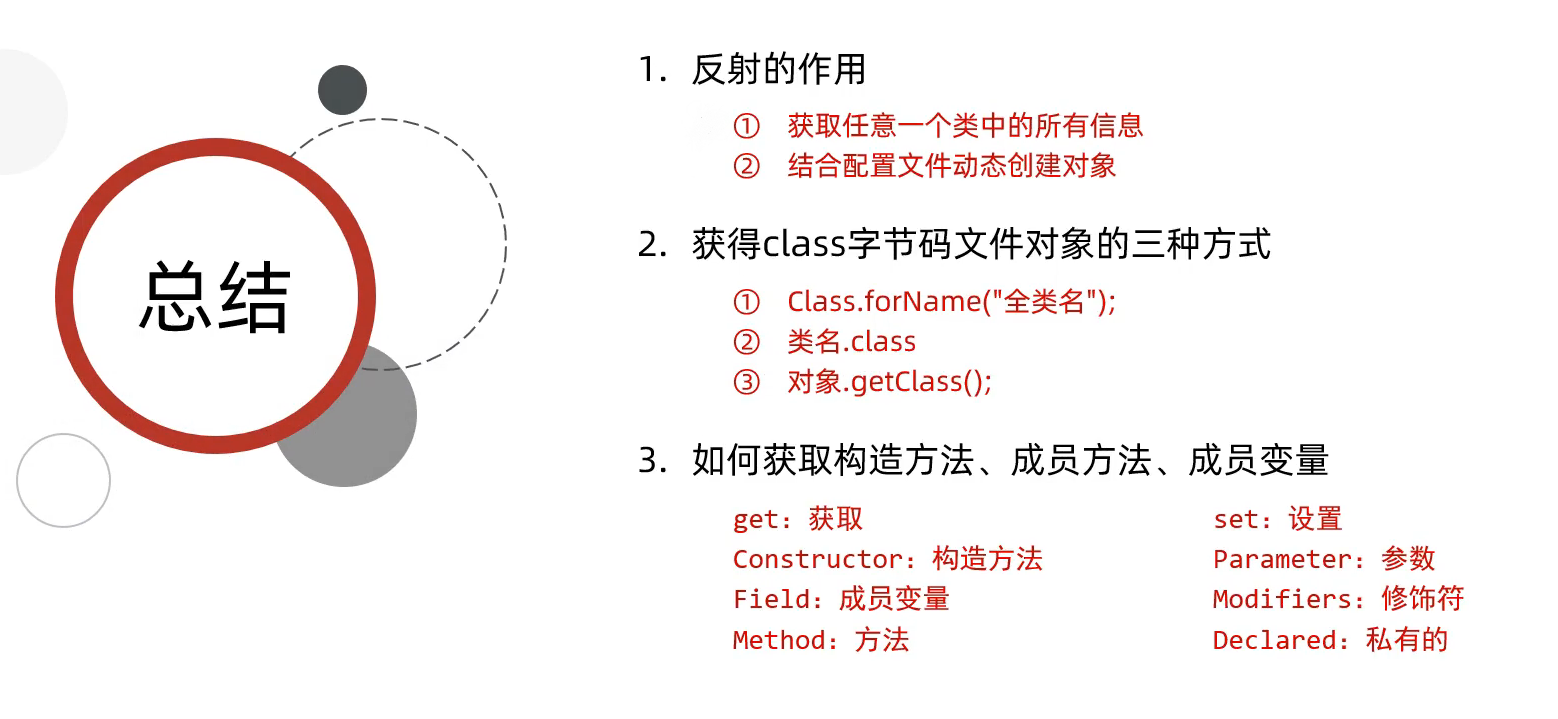 总结
1. 反射的作用
① 获取任意一个类中的所有信息
② 结合配置文件动态创建对象
2. 获得class字节码文件对象的三种方式
① Class.forName("全类名");
② 类名.class
③ 对象.getClass();
3. 如何获取构造方法、成员方法、成员变量
get：获取 set：设置
Constructor：构造方法 Parameter：参数
Field：成员变量 Modifiers：修饰符
Method：方法 Declared：私有的